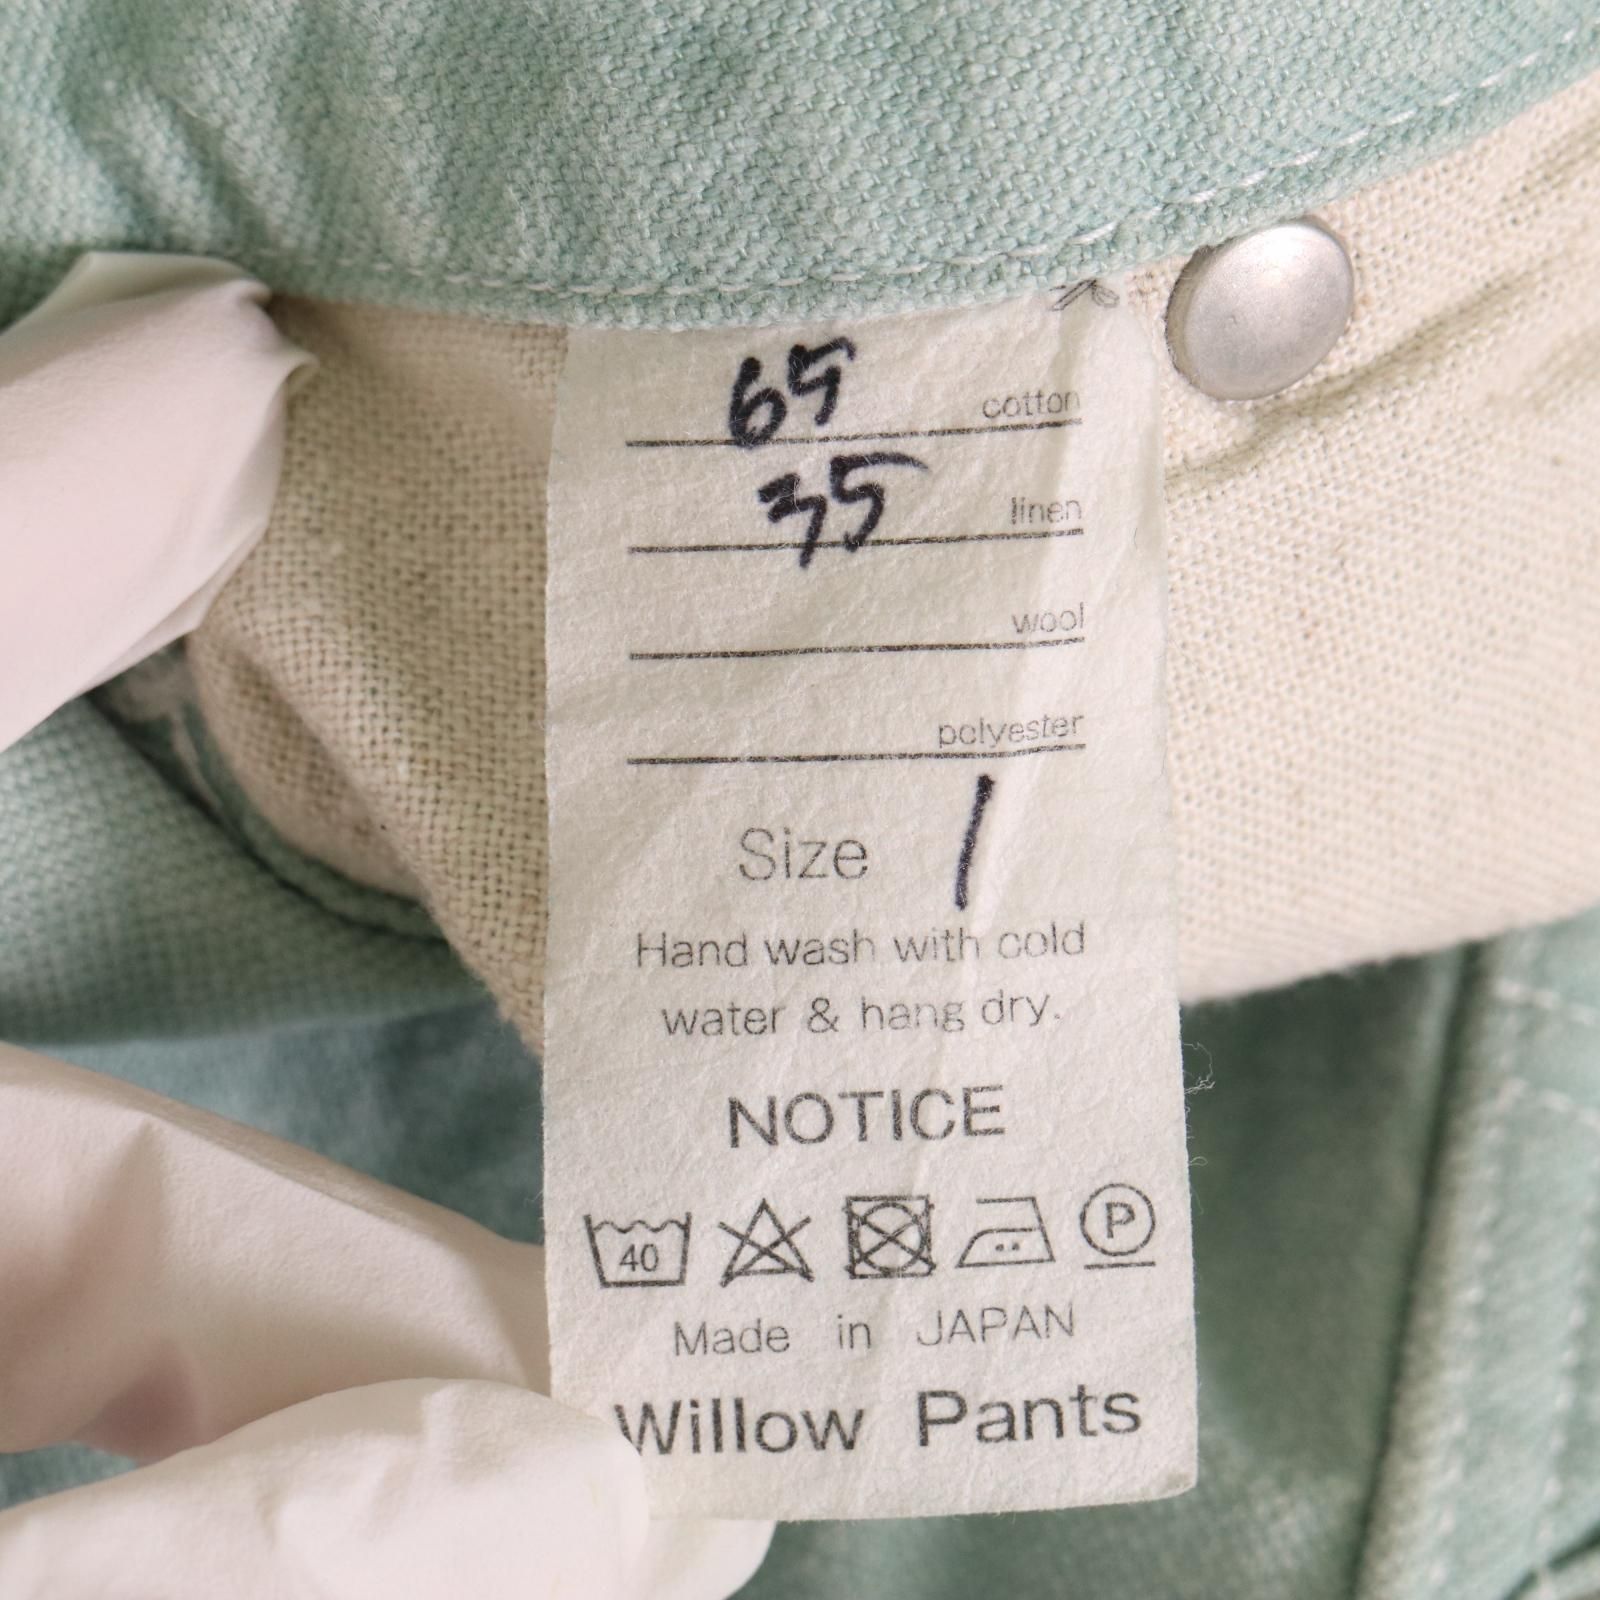 65 cotton
35 linen
wool
polyester
Size 1
Hand wash with cold
water & hang dry.
NOTICE
40 P
Made in JAPAN
Willow Pants